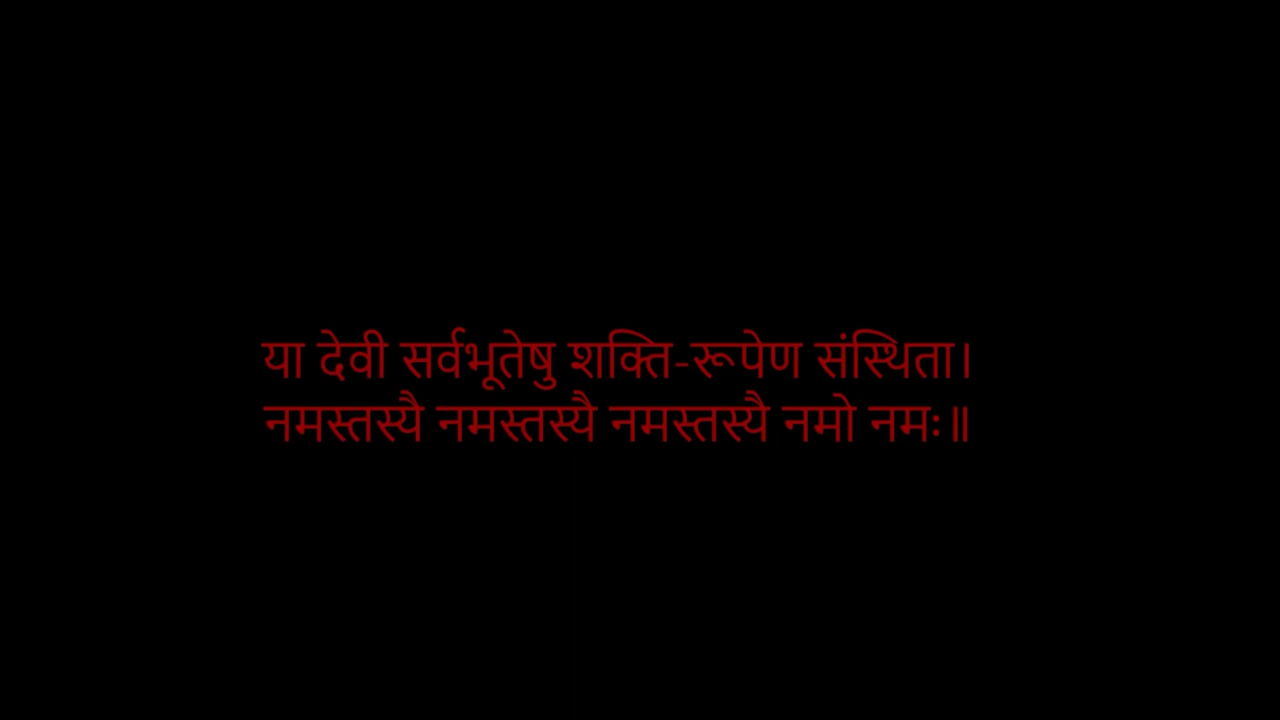 या देवी सर्वभूतेषु शक्ति-रूपेण संस्थिता।
नमस्तस्यै नमस्तस्यै नमस्तस्यै नमो नमः॥